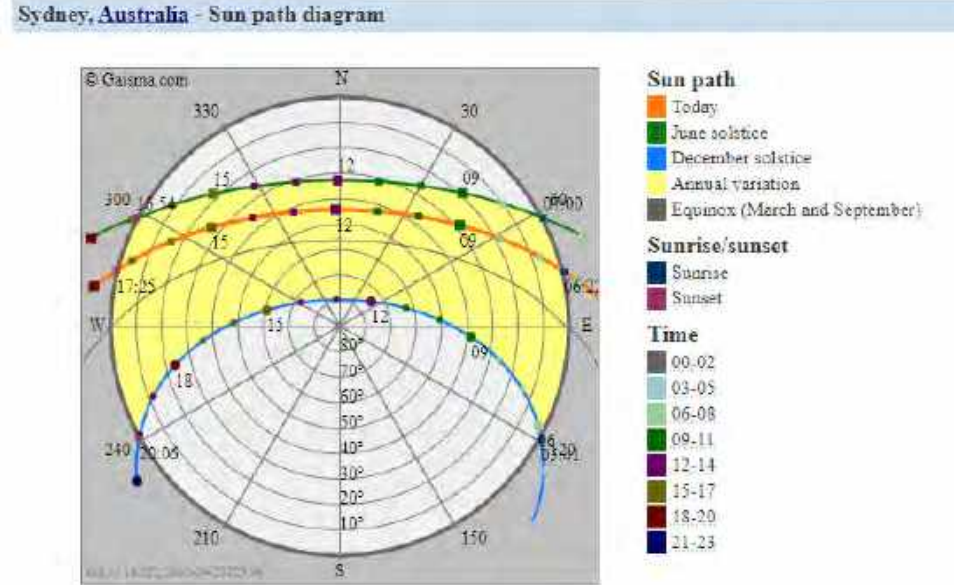 Sydney, Australia - Sun path diagram
© Gaisma.com
N
330
30
300
16:54
15
12
09
15
12
09
17:25
W
E
15
12
09
18
80°
70°
60°
50°
40°
30°
20°
10°
240
20:05
06
210
150
S
Sun path
Today
June solstice
December solstice
Annual variation
Equinox (March and September)
Sunrise/sunset
Sunrise
Sunset
Time
00-02
03-05
06-08
09-11
12-14
15-17
18-20
21-23